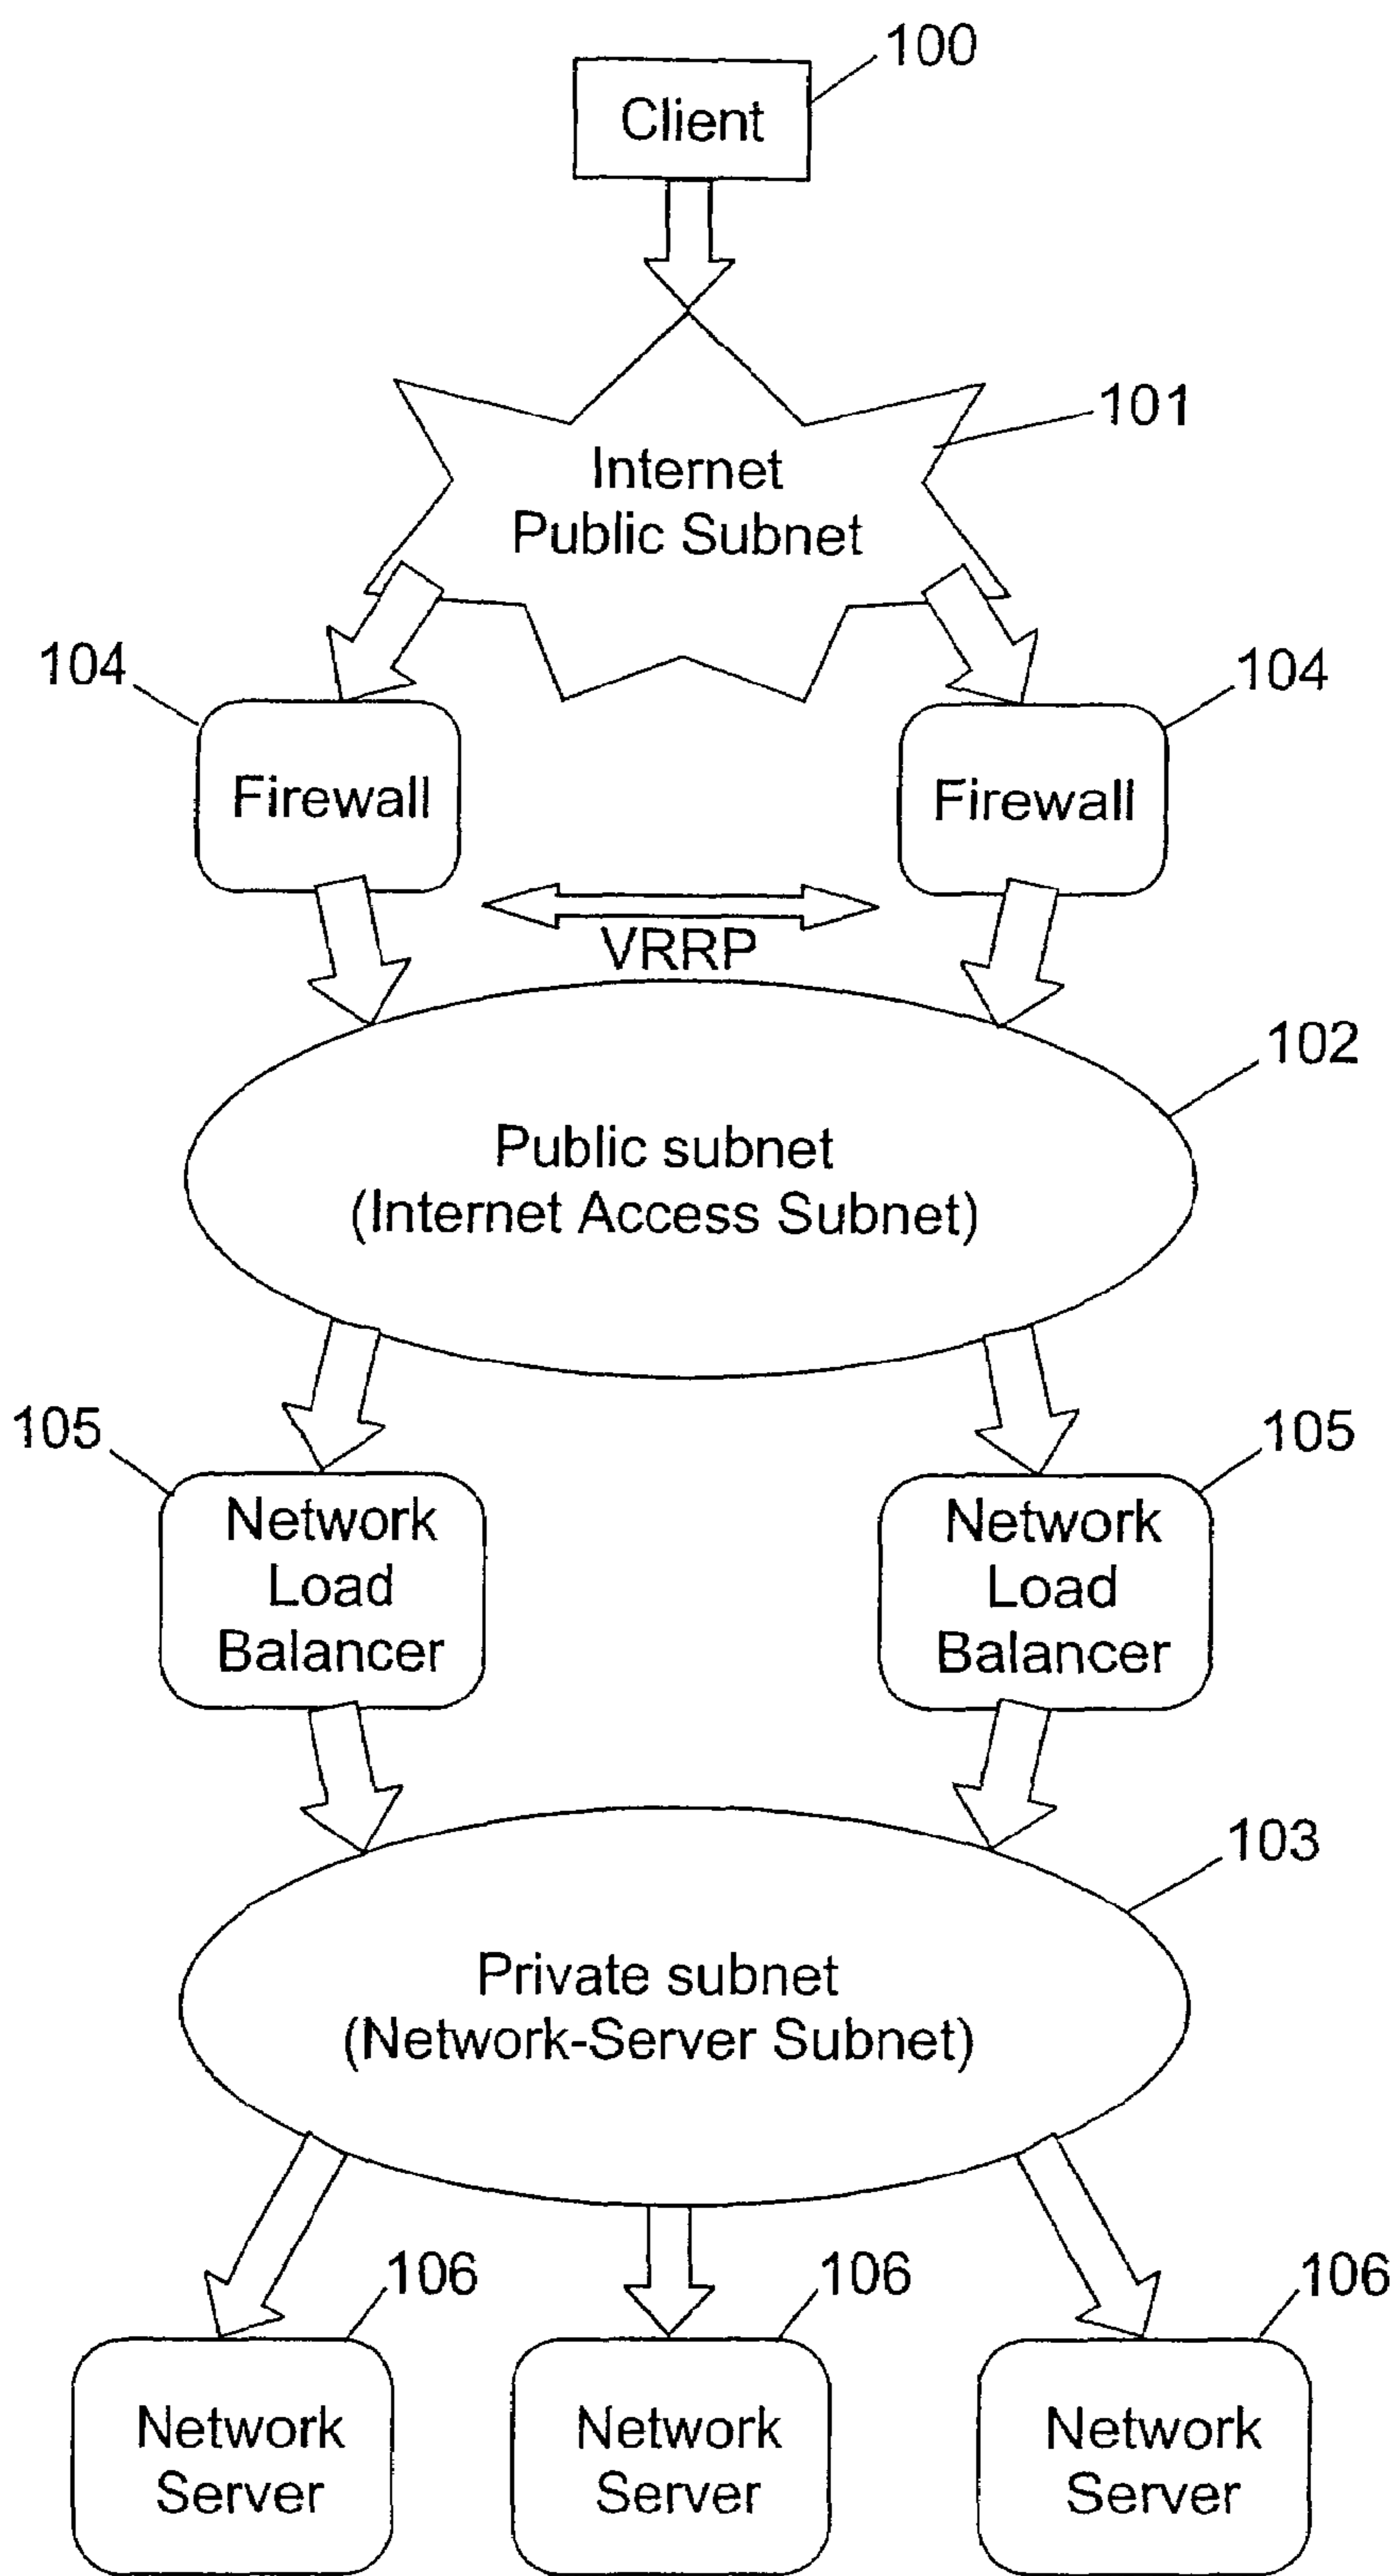 100
Client
101
Internet
Public Subnet
104
104
Firewall
Firewall
VRRP
102
Public subnet
(Internet Access Subnet)
105
105
Network
Load
Balancer
Network
Load
Balancer
103
Private subnet
(Network-Server Subnet)
106
106
106
Network
Server
Network
Server
Network
Server